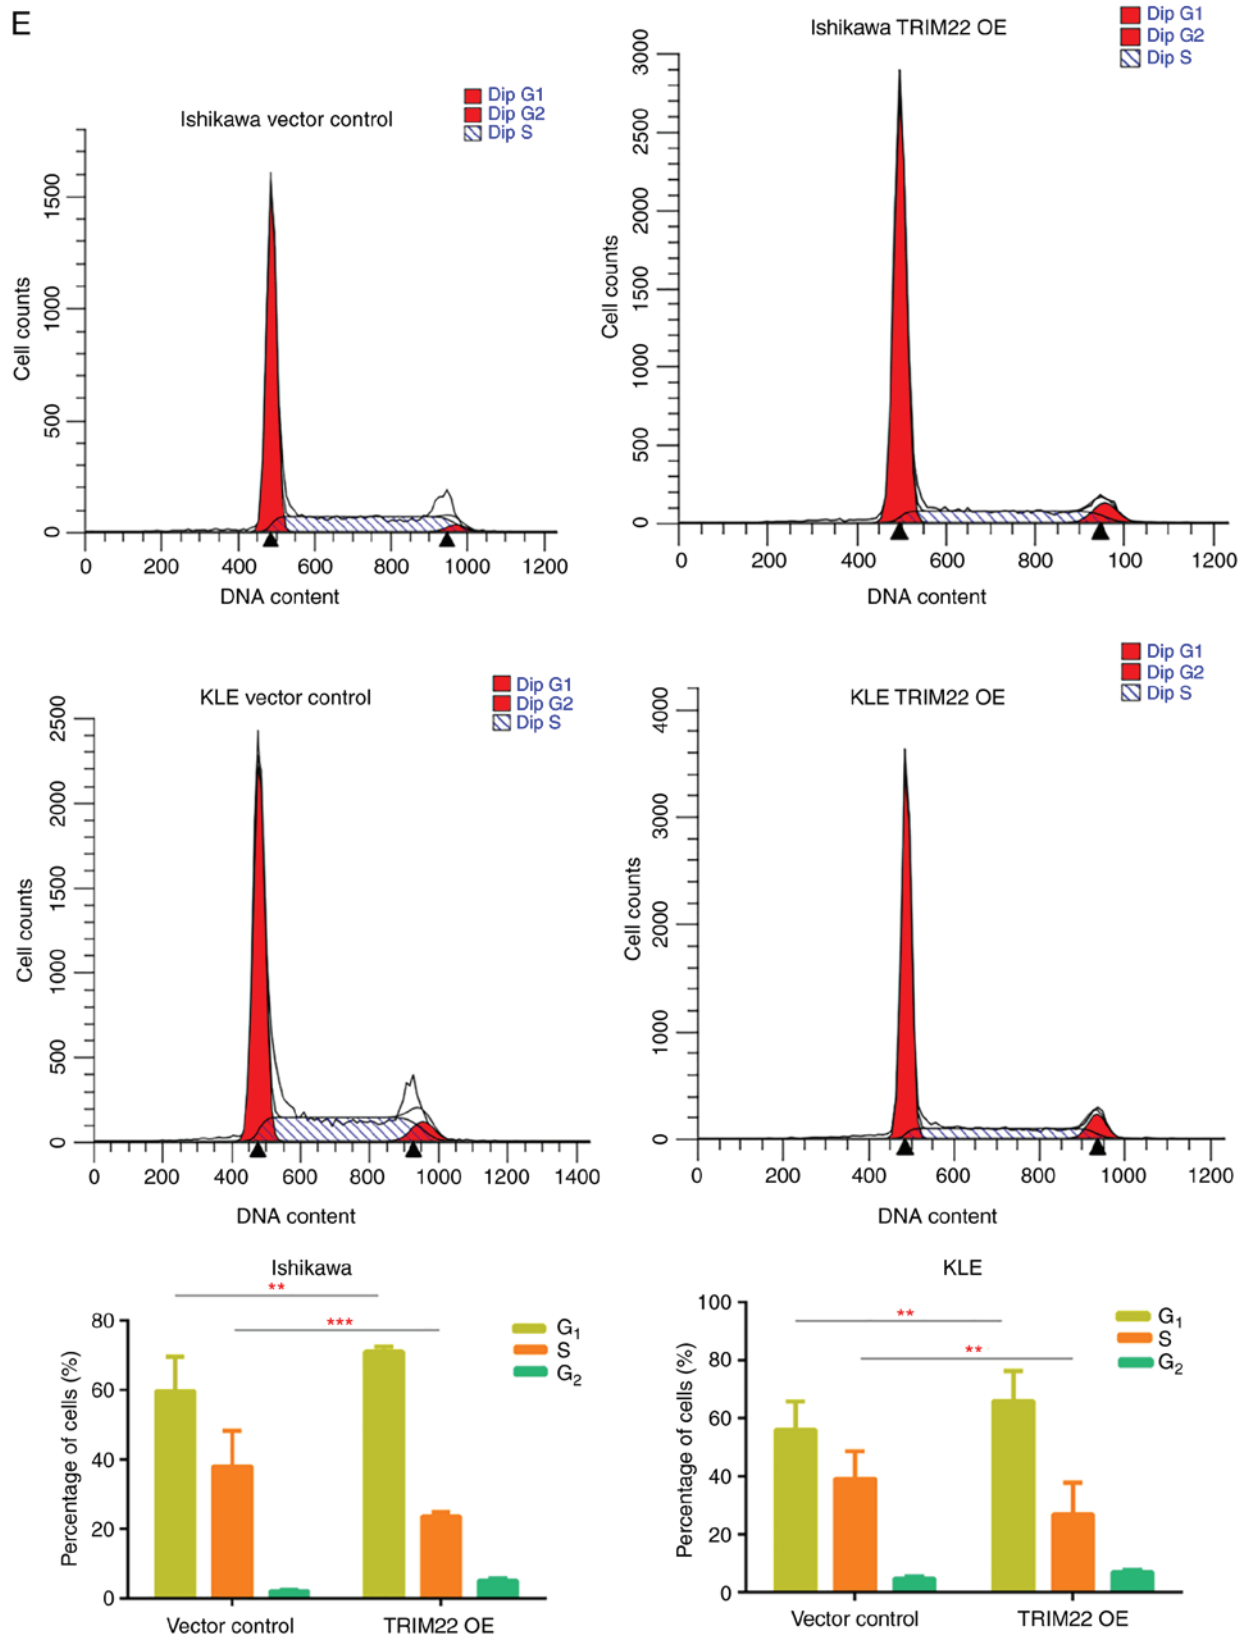 E
Ishikawa vector control
Dip G1
Dip G2
Dip S
Cell counts
1500
1000
500
0
0 200 400 600 800 1000 1200
DNA content
Ishikawa TRIM22 OE
Dip G1
Dip G2
Dip S
Cell counts
3000
2500
2000
1500
1000
500
0
0 200 400 600 800 100 1200
DNA content
KLE vector control
Dip G1
Dip G2
Dip S
Cell counts
2500
2000
1500
1000
500
0
0 200 400 600 800 1000 1200 1400
DNA content
KLE TRIM22 OE
Dip G1
Dip G2
Dip S
Cell counts
4000
3000
2000
1000
0
0 200 400 600 800 1000 1200
DNA content
Ishikawa
**
***
G1
S
G2
Percentage of cells (%)
80
60
40
20
0
Vector control TRIM22 OE
KLE
**
**
G1
S
G2
Percentage of cells (%)
100
80
60
40
20
0
Vector control TRIM22 OE